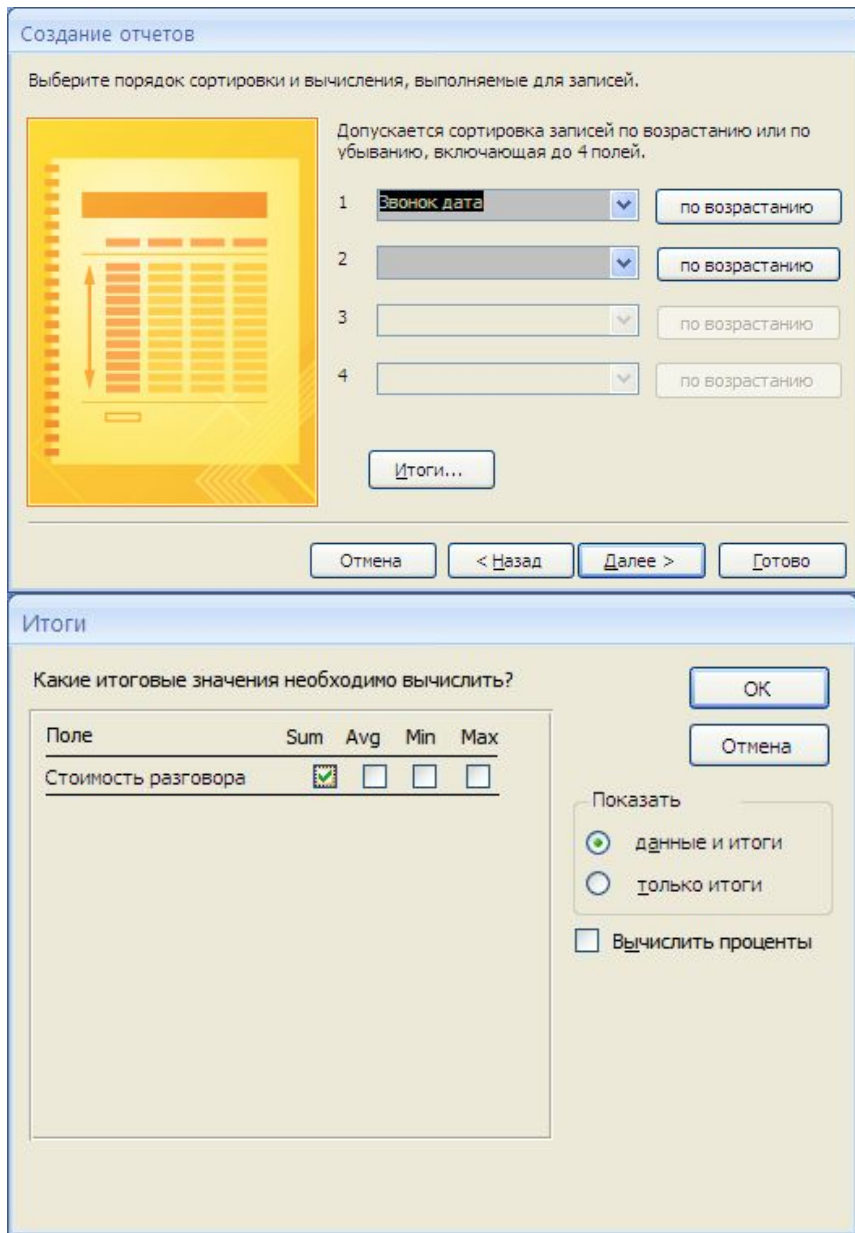 Создание отчетов
Выберите порядок сортировки и вычисления, выполняемые для записей.
Допускается сортировка записей по возрастанию или по
убыванию, включающая до 4 полей.
1 Звонок дата по возрастанию
2 по возрастанию
3 по возрастанию
4 по возрастанию
Итоги...
Отмена < Назад Далее > Готово
Итоги
Какие итоговые значения необходимо вычислить?
ОК
Отмена
Поле Sum Avg Min Max
Стоимость разговора
Показать
данные и итоги
только итоги
Вычислить проценты